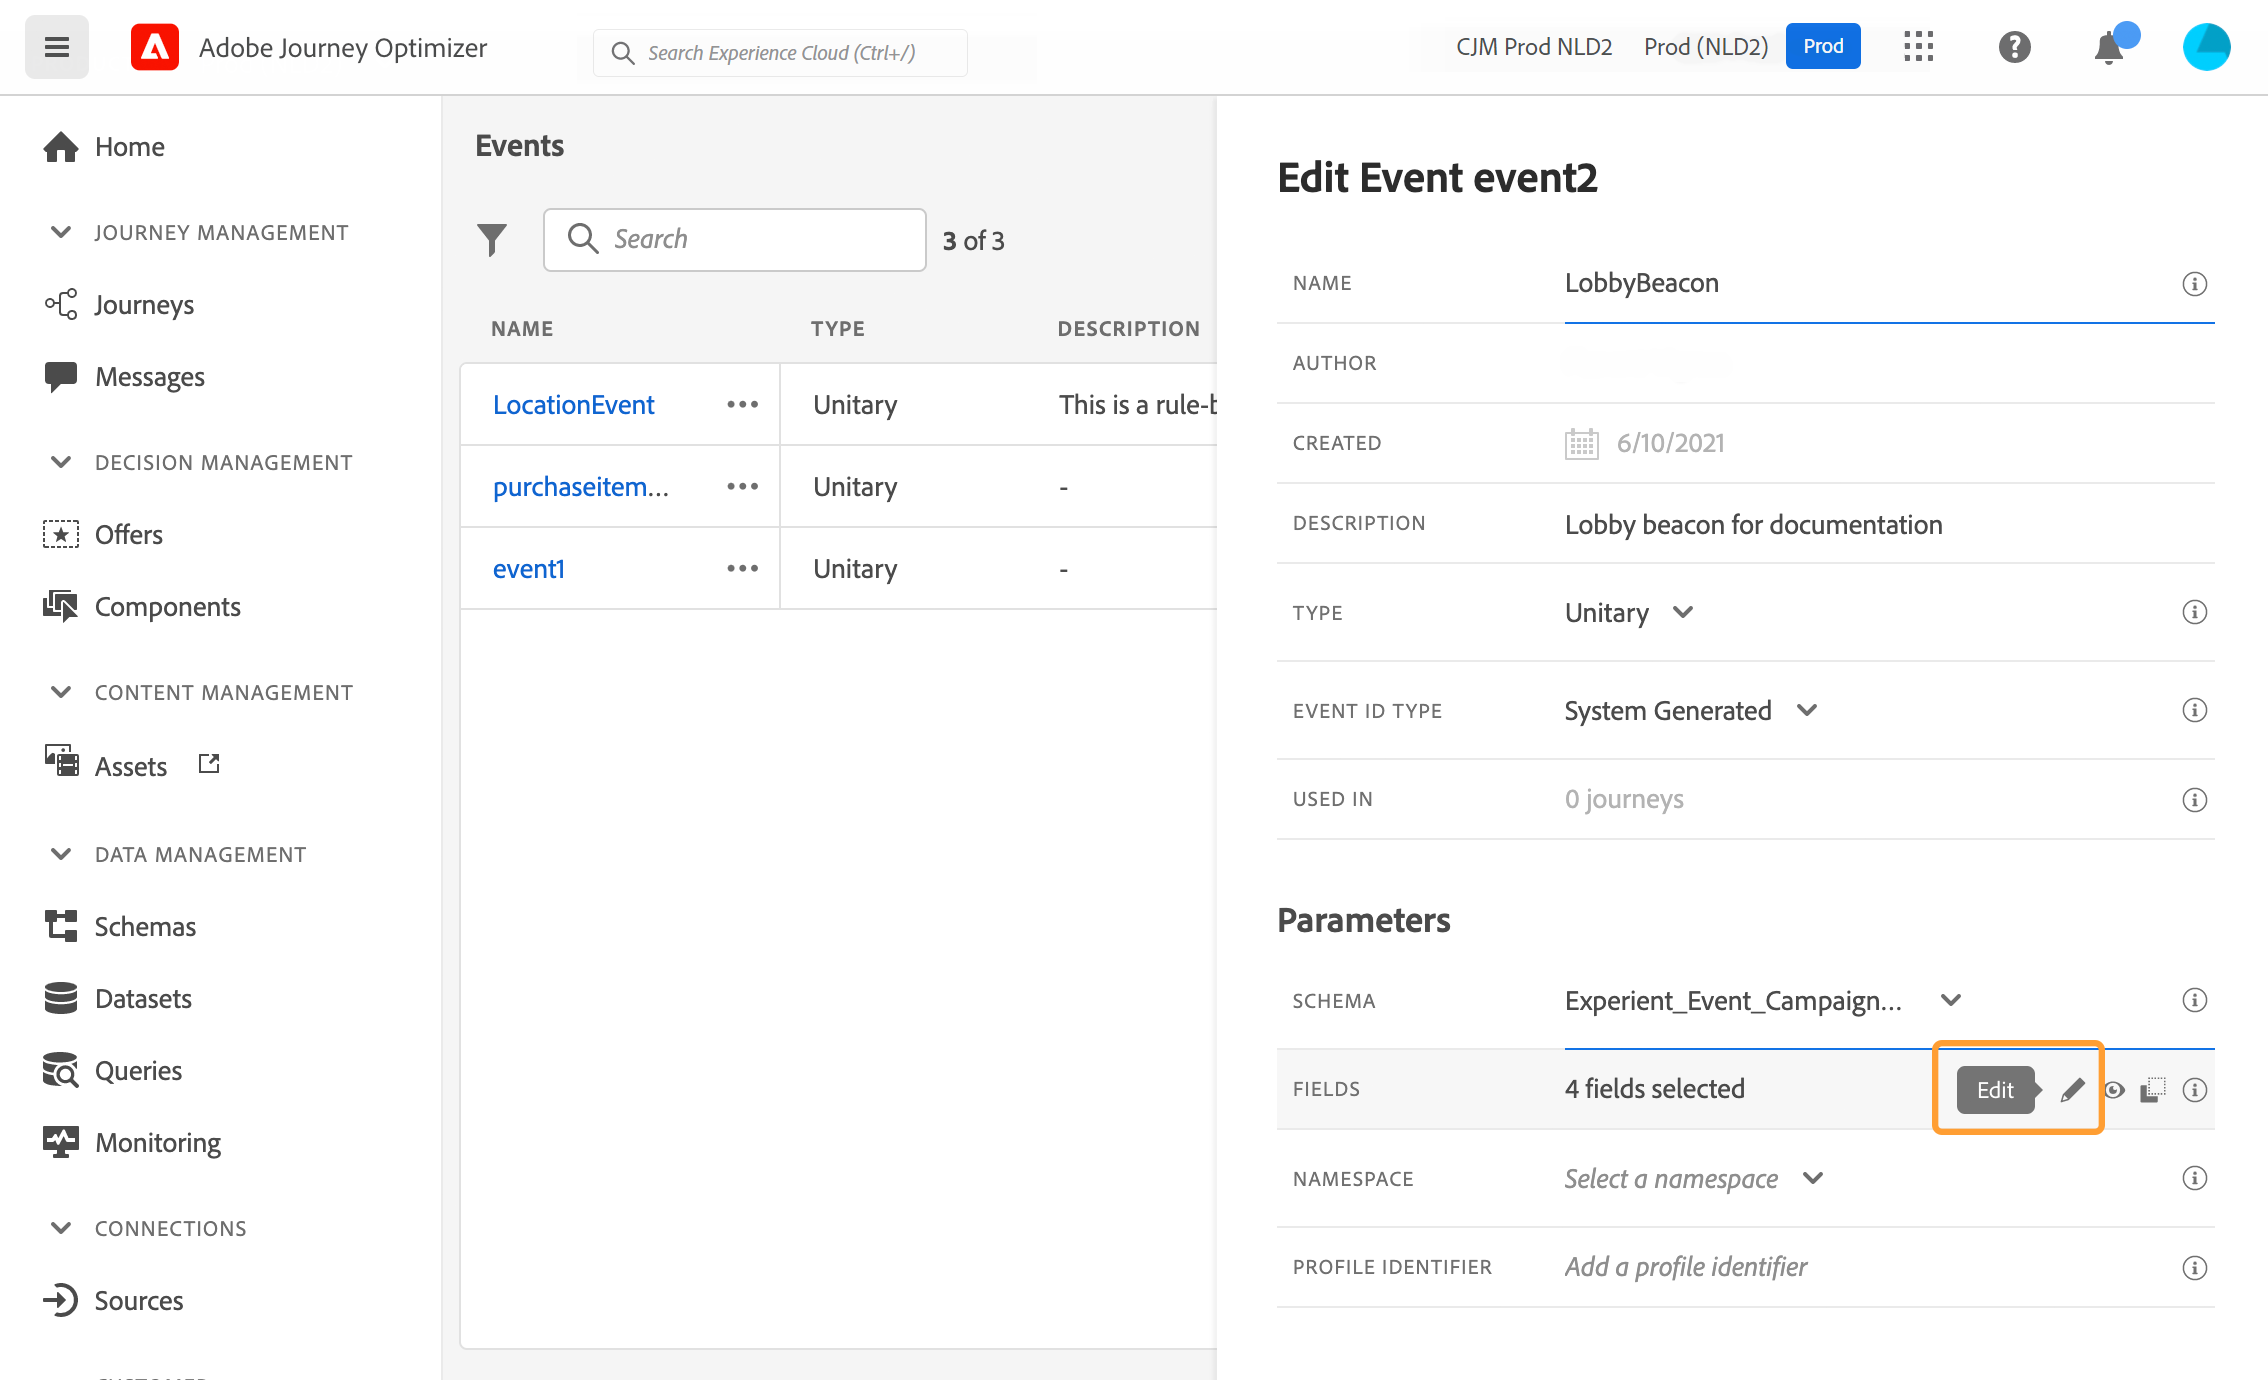 Adobe Journey Optimizer
Search Experience Cloud (Ctrl+/)
CJM Prod NLD2
Prod (NLD2)
Prod
Home
JOURNEY MANAGEMENT
Journeys
Messages
DECISION MANAGEMENT
Offers
Components
CONTENT MANAGEMENT
Assets
DATA MANAGEMENT
Schemas
Datasets
Queries
Monitoring
CONNECTIONS
Sources
Events
Search
3 of 3
NAME TYPE DESCRIPTION
LocationEvent ••• Unitary This is a rule-b
purchaseitem... ••• Unitary -
event1 ••• Unitary -
Edit Event event2
NAME LobbyBeacon
AUTHOR
CREATED 6/10/2021
DESCRIPTION Lobby beacon for documentation
TYPE Unitary
EVENT ID TYPE System Generated
USED IN 0 journeys
Parameters
SCHEMA Experient_Event_Campaign...
FIELDS 4 fields selected Edit
NAMESPACE Select a namespace
PROFILE IDENTIFIER Add a profile identifier